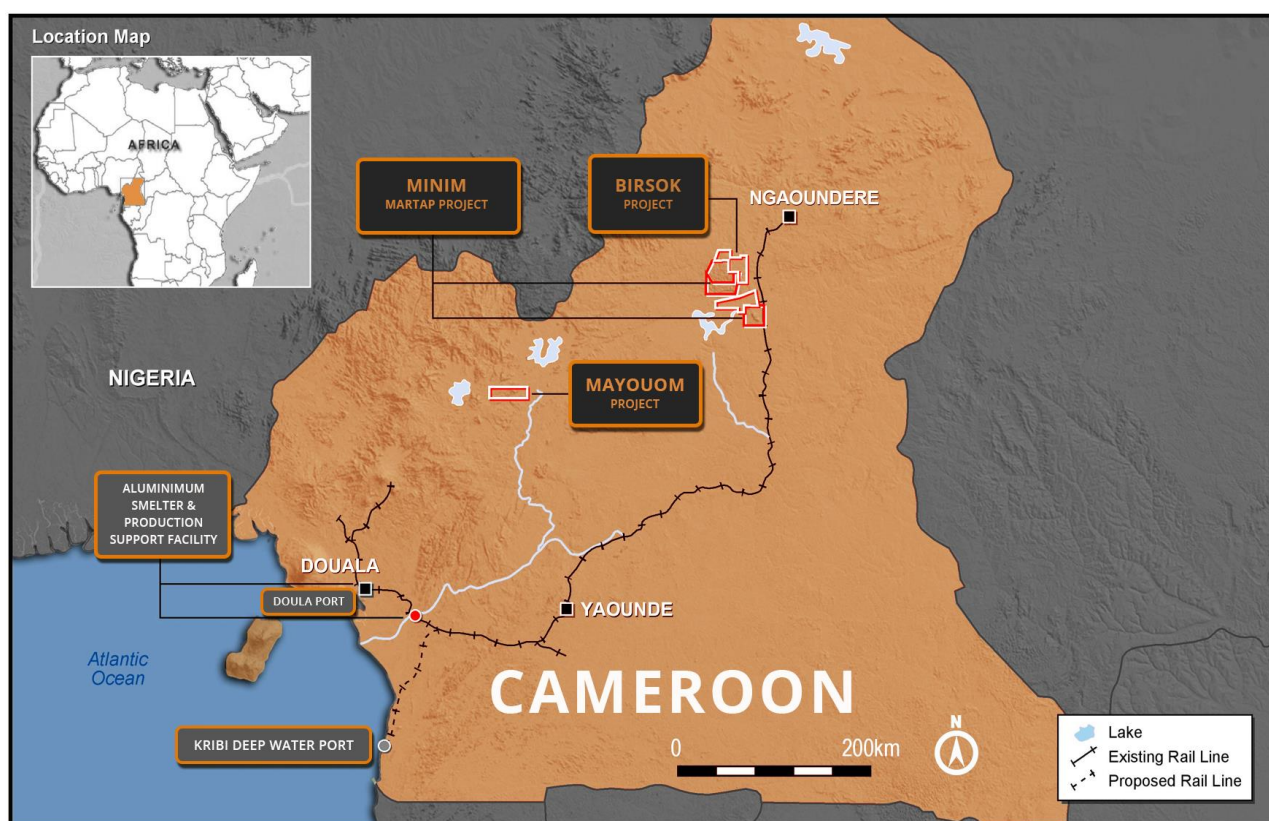 Location Map
AFRICA
MINIM
MARTAP PROJECT
BIRSOK
PROJECT
NGAOUNDERE
NIGERIA
MAYOUOM
PROJECT
ALUMINIMUM
SMELTER &
PRODUCTION
SUPPORT FACILITY
DOUALA
DOULA PORT
YAOUNDE
Atlantic
Ocean
CAMEROON
KRIBI DEEP WATER PORT
0 200km
N
Lake
Existing Rail Line
Proposed Rail Line